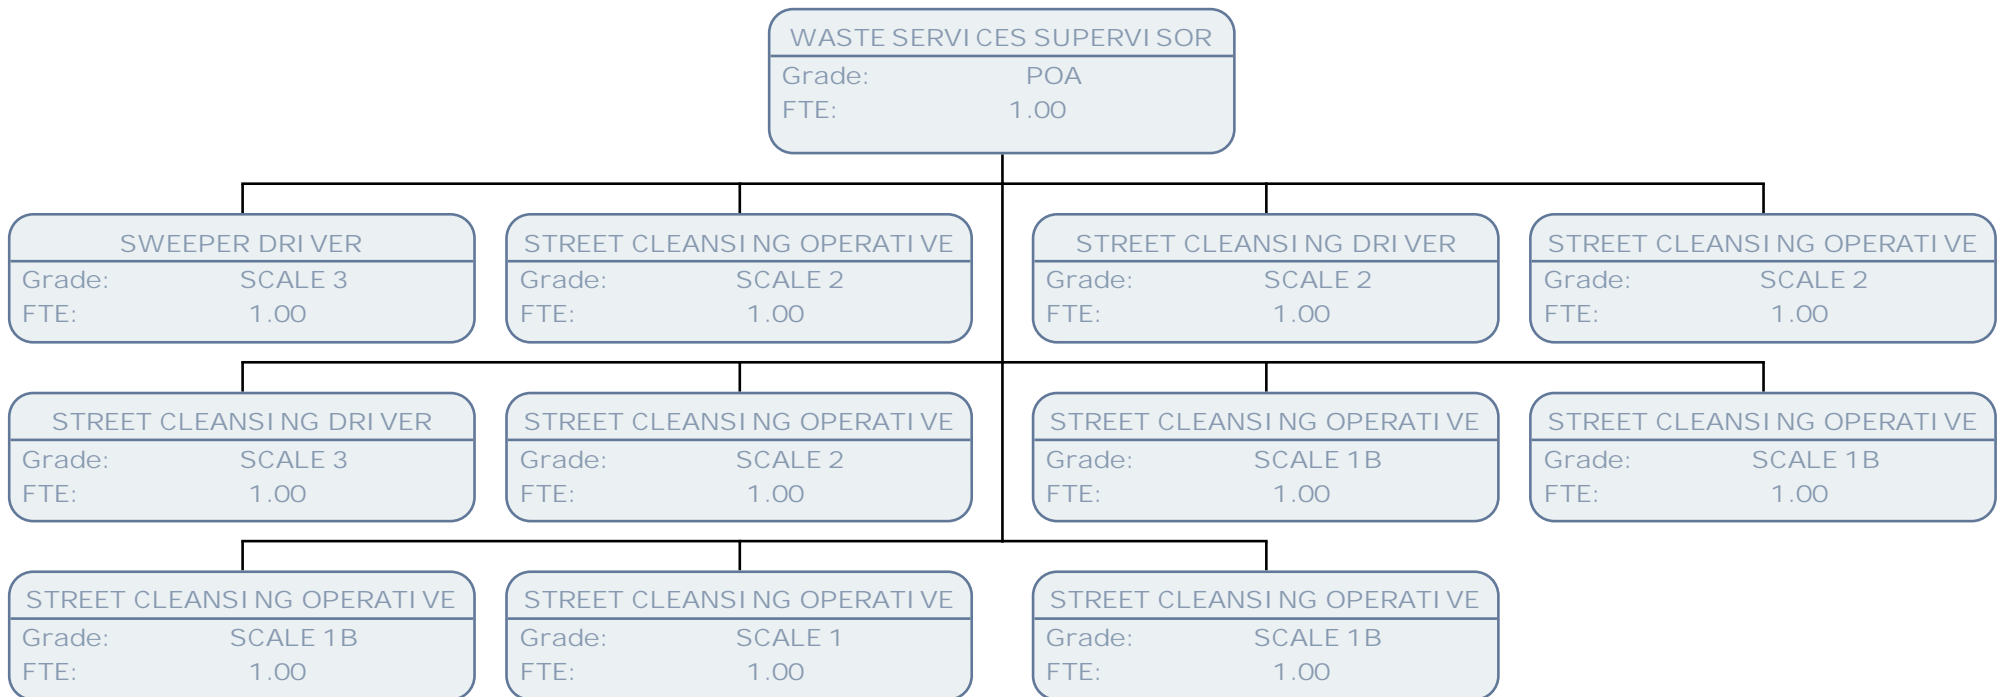 WASTE SERVICES SUPERVISOR
Grade: POA
FTE: 1.00
SWEEPER DRIVER
Grade: SCALE 3
FTE: 1.00
STREET CLEANSING OPERATIVE
Grade: SCALE 2
FTE: 1.00
STREET CLEANSING DRIVER
Grade: SCALE 2
FTE: 1.00
STREET CLEANSING OPERATIVE
Grade: SCALE 2
FTE: 1.00
STREET CLEANSING DRIVER
Grade: SCALE 3
FTE: 1.00
STREET CLEANSING OPERATIVE
Grade: SCALE 2
FTE: 1.00
STREET CLEANSING OPERATIVE
Grade: SCALE 1B
FTE: 1.00
STREET CLEANSING OPERATIVE
Grade: SCALE 1B
FTE: 1.00
STREET CLEANSING OPERATIVE
Grade: SCALE 1B
FTE: 1.00
STREET CLEANSING OPERATIVE
Grade: SCALE 1
FTE: 1.00
STREET CLEANSING OPERATIVE
Grade: SCALE 1B
FTE: 1.00